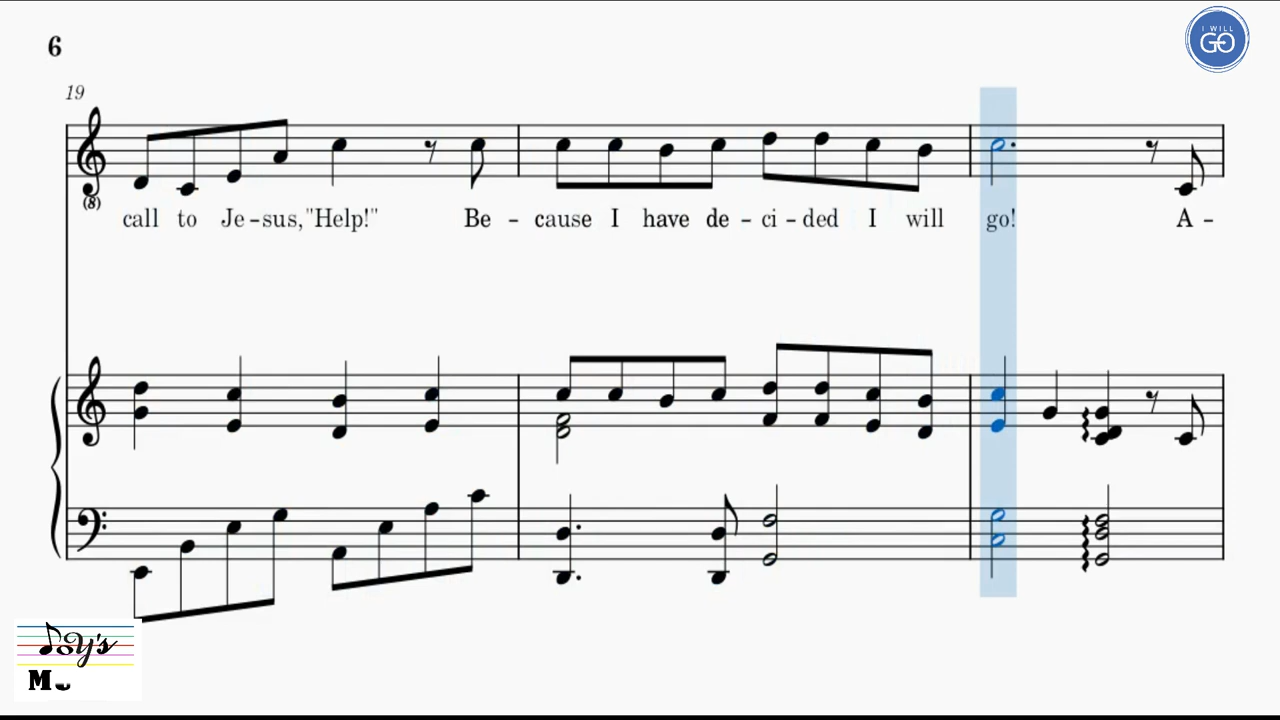 6
I WILL
GO
19
(8)
call to Je-sus,"Help!" Be - cause I have de - ci - ded I will go! A -
Joy's